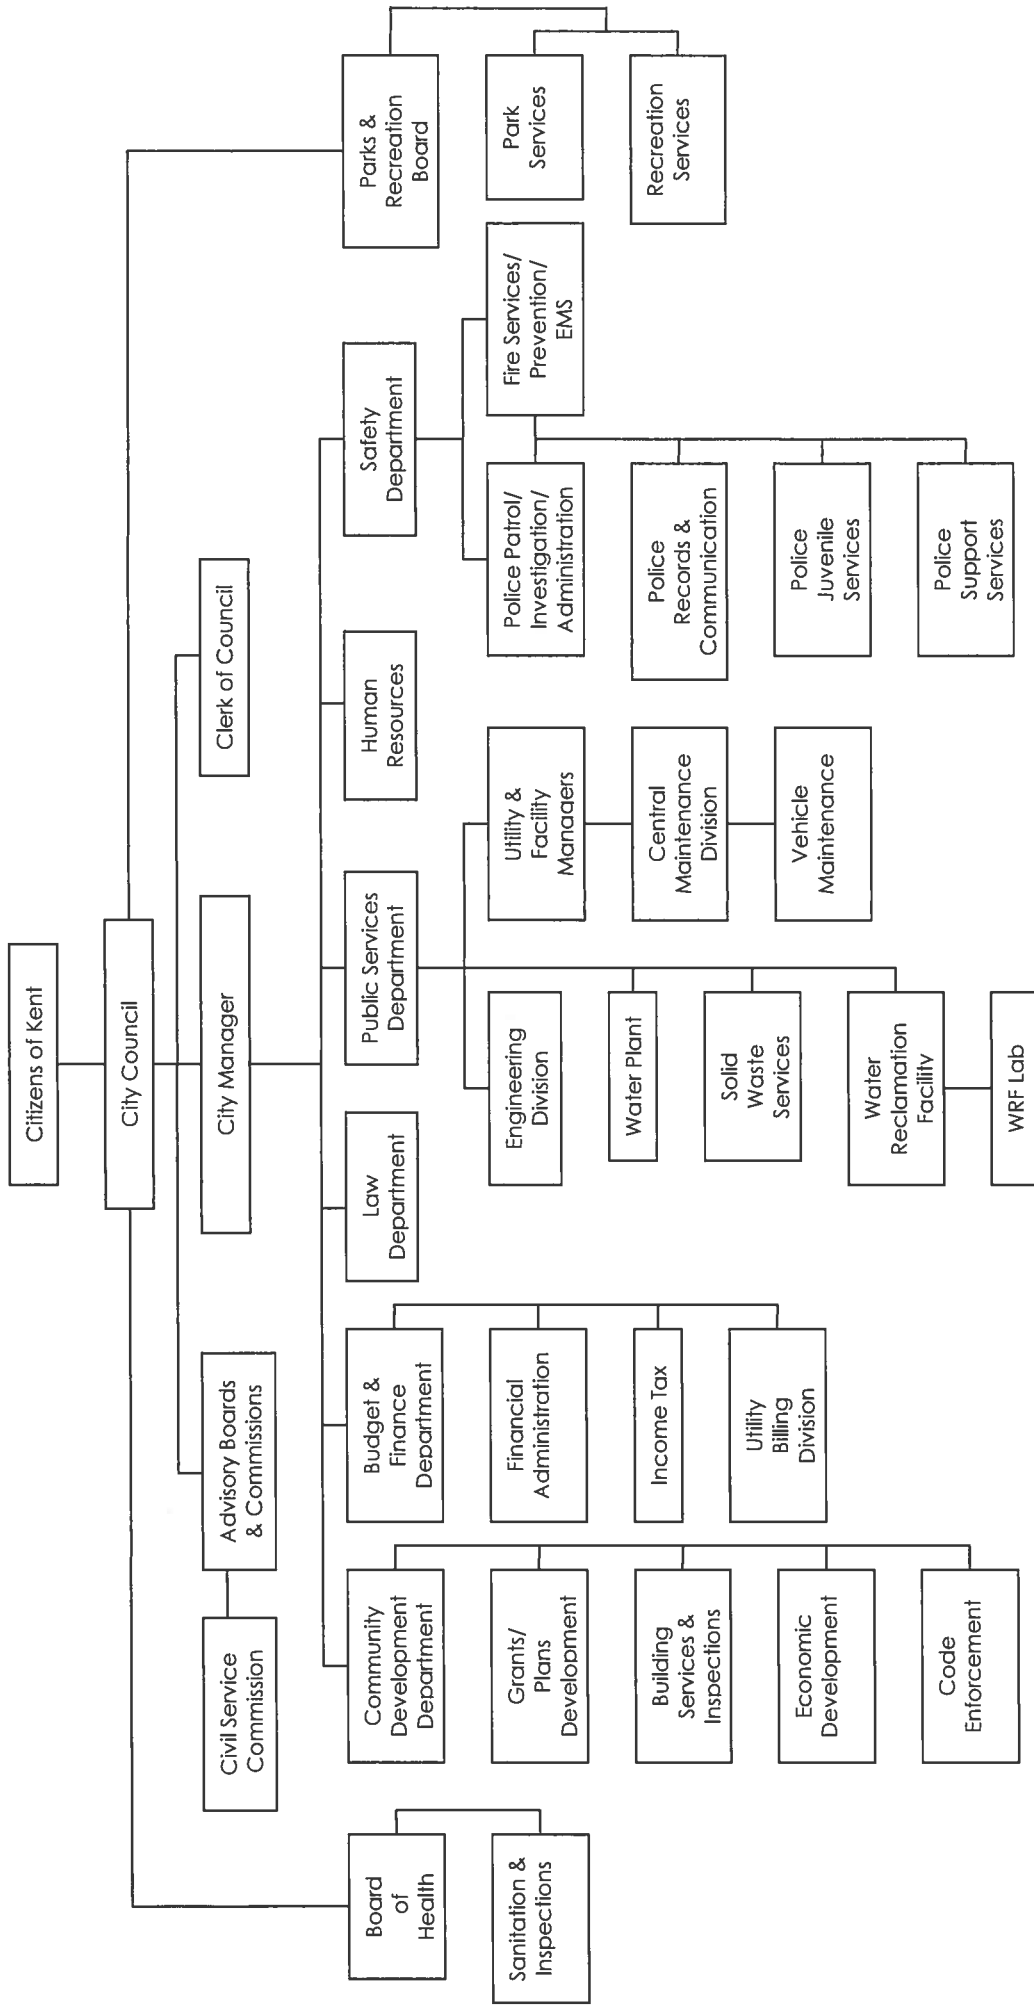 Citizens of Kent
City Council
City Manager
Advisory Boards
& Commissions
Clerk of Council
Civil Service
Commission
Board
of
Health
Sanitation &
Inspections
Community
Development
Department
Grants/
Plans
Development
Building
Services &
Inspections
Economic
Development
Code
Enforcement
Budget &
Finance
Department
Financial
Administration
Income Tax
Utility
Billing
Division
Law
Department
Public Services
Department
Engineering
Division
Water Plant
Solid
Waste
Services
Water
Reclamation
Facility
WRF Lab
Utility &
Facility
Managers
Central
Maintenance
Division
Vehicle
Maintenance
Human
Resources
Safety
Department
Police Patrol/
Investigation/
Administration
Police
Records &
Communication
Police
Juvenile
Services
Police
Support
Services
Fire Services/
Prevention/
EMS
Parks &
Recreation
Board
Park
Services
Recreation
Services